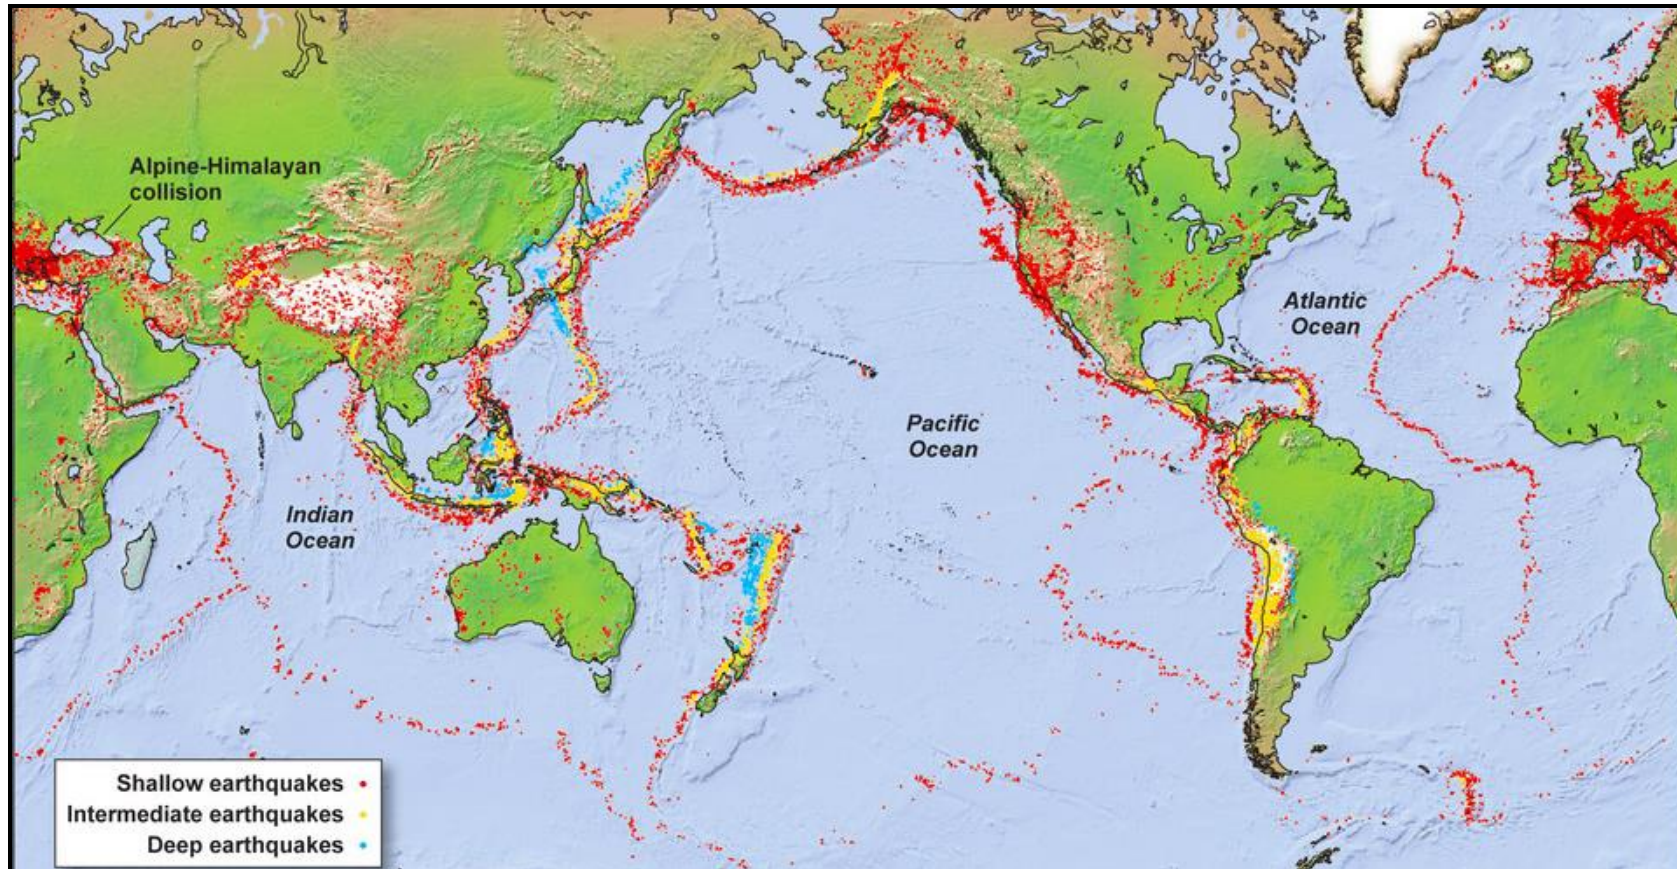 Alpine-Himalayan
collision
Atlantic
Ocean
Pacific
Ocean
Indian
Ocean
Shallow earthquakes
Intermediate earthquakes
Deep earthquakes